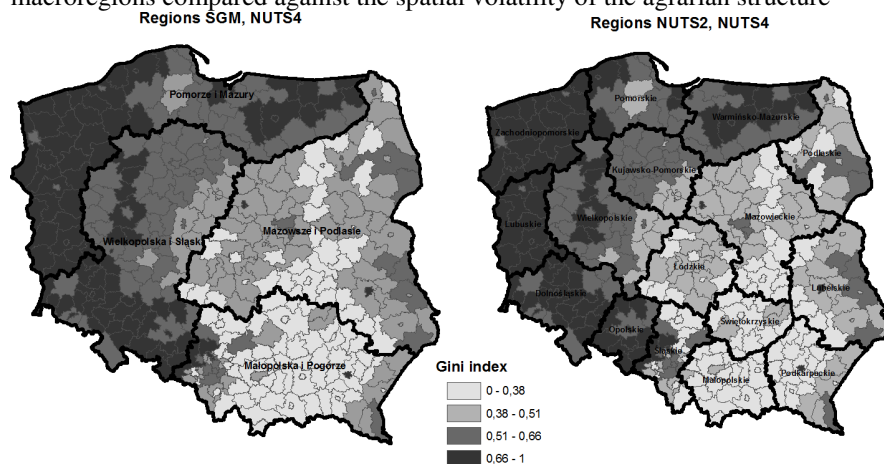 macroregions compared against the spatial volatility of the agrarian structure
Regions SGM, NUTS4
Regions NUTS2, NUTS4
Pomorze i Mazury
Wielkopolska i Śląska
Mazowsze i Podlasie
Małopolska i Pogórze
Pomorskie
Warmińsko-Mazurskie
Zachodniopomorskie
Podlaskie
Kujawsko-Pomorskie
Mazowieckie
Lubuskie
Wielkopolskie
Łódzkie
Lubelskie
Dolnośląskie
Opolskie
Świętokrzyskie
Śląskie
Małopolskie
Podkarpackie
Gini index
0 - 0,38
0,38 - 0,51
0,51 - 0,66
0,66 - 1